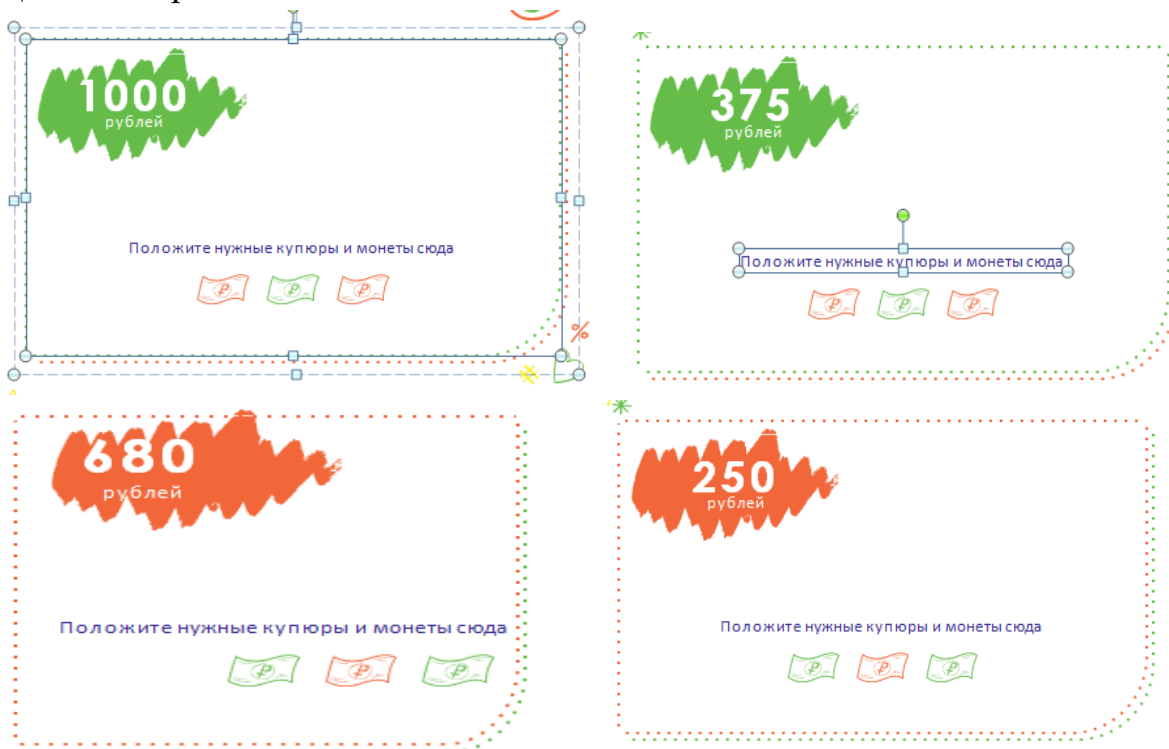 1000
рублей
Положите нужные купюры и монеты сюда
%
375
рублей
Положите нужные купюры и монеты сюда
680
рублей
Положите нужные купюры и монеты сюда
250
рублей
Положите нужные купюры и монеты сюда